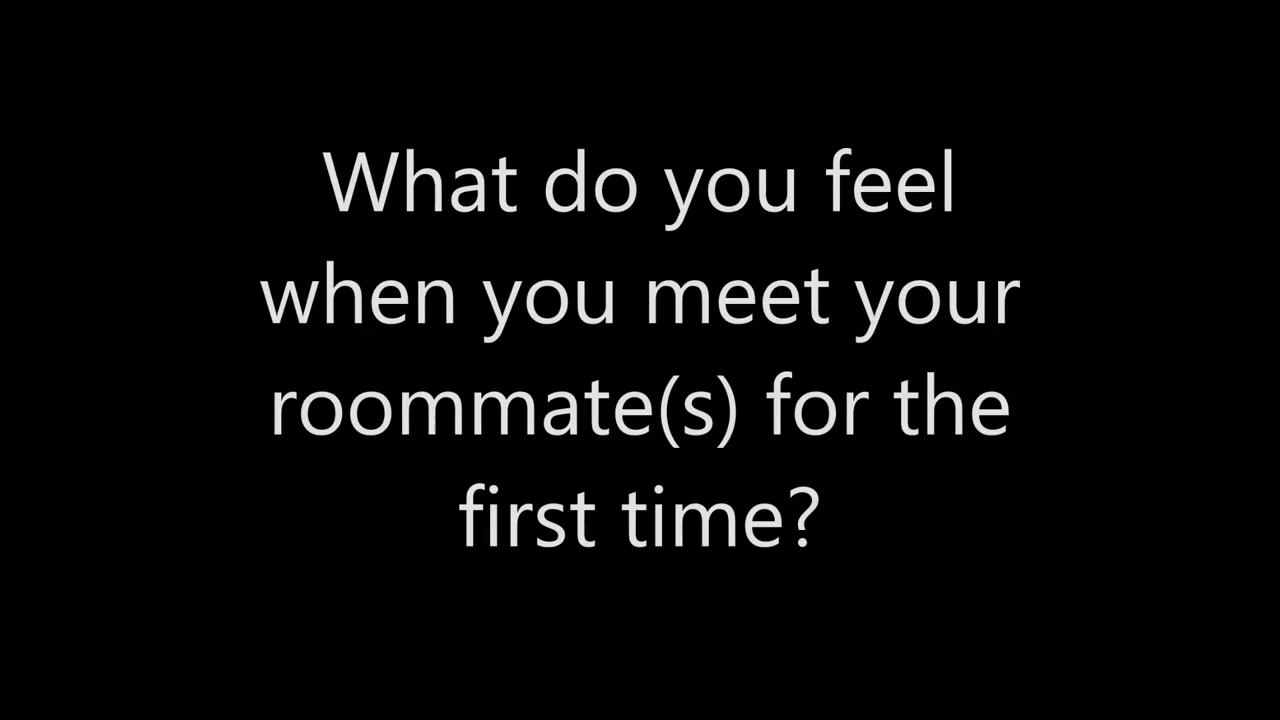 What do you feel
when you meet your
roommate(s) for the
first time?